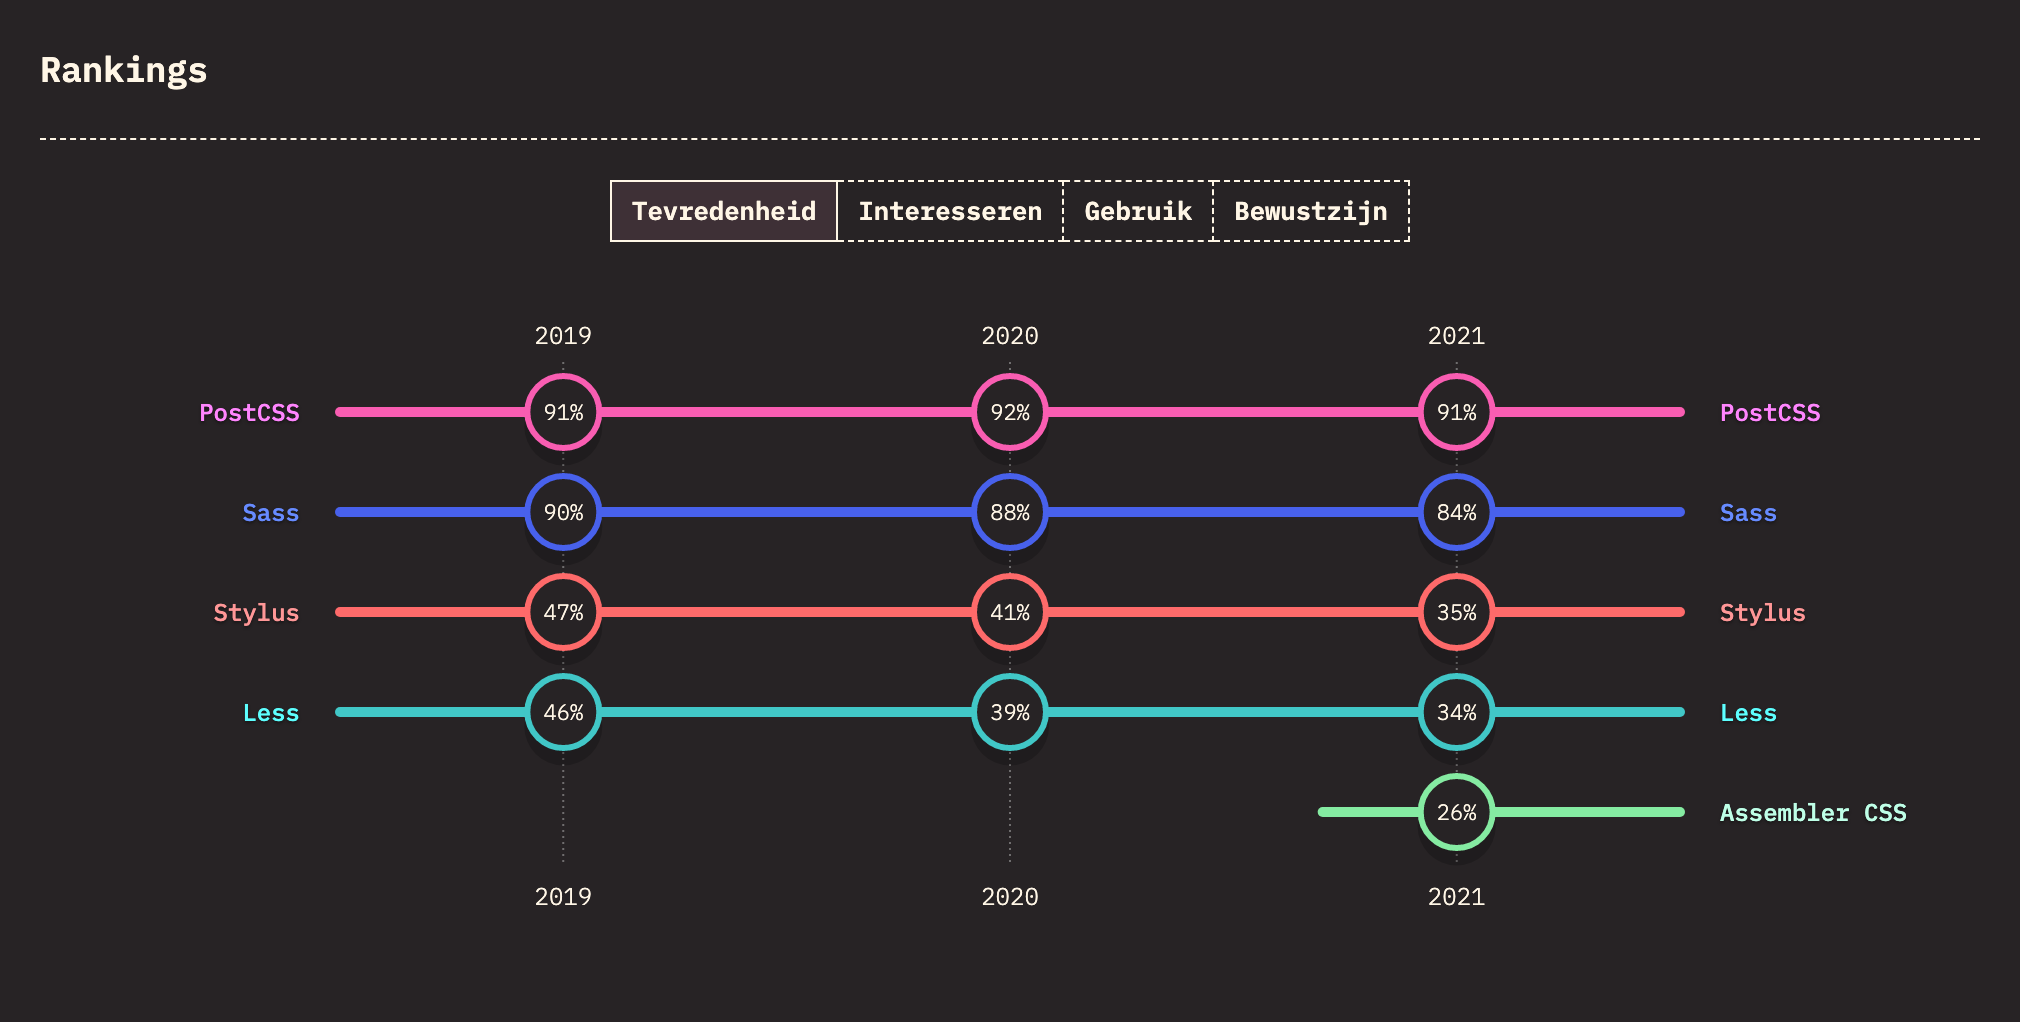 Rankings
Tevredenheid Interesseren Gebruik Bewustzijn
2019 2020 2021
PostCSS 91% 92% 91% PostCSS
Sass 90% 88% 84% Sass
Stylus 47% 41% 35% Stylus
Less 46% 39% 34% Less
26% Assembler CSS
2019 2020 2021